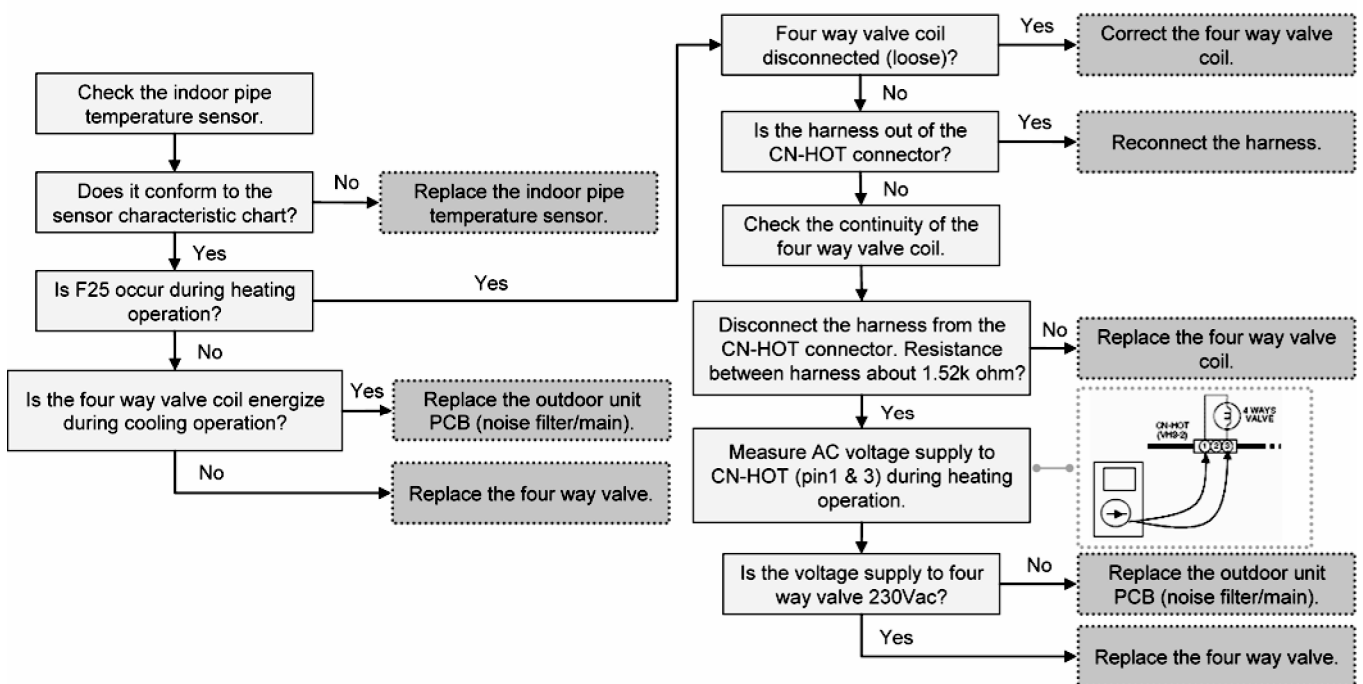 Check the indoor pipe
temperature sensor.
Does it conform to the
sensor characteristic chart?
No
Replace the indoor pipe
temperature sensor.
Yes
Is F25 occur during heating
operation?
Yes
No
Is the four way valve coil energize
during cooling operation?
Yes
Replace the outdoor unit
PCB (noise filter/main).
No
Replace the four way valve.
Four way valve coil
disconnected (loose)?
Yes
Correct the four way valve
coil.
No
Is the harness out of the
CN-HOT connector?
Yes
Reconnect the harness.
No
Check the continuity of the
four way valve coil.
Disconnect the harness from the
CN-HOT connector. Resistance
between harness about 1.52k ohm?
No
Replace the four way valve
coil.
Yes
Measure AC voltage supply to
CN-HOT (pin1 & 3) during heating
operation.
4 WAYS
VALVE
CN-HOT
(VH9-2)
1 2 3
Is the voltage supply to four
way valve 230Vac?
No
Replace the outdoor unit
PCB (noise filter/main).
Yes
Replace the four way valve.